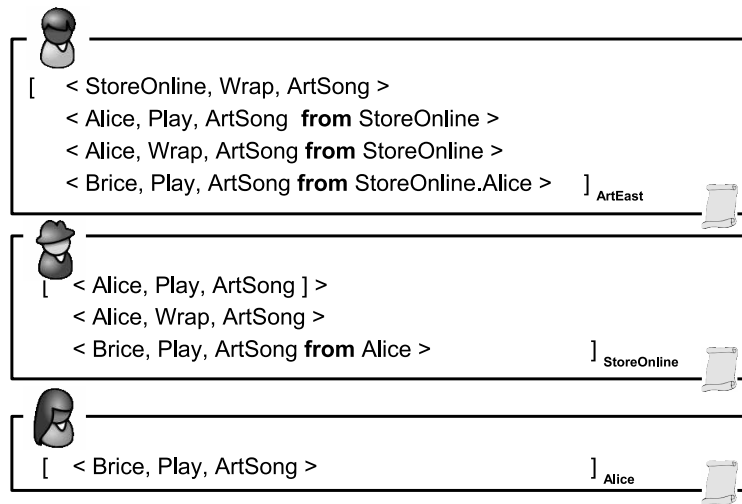 [ < StoreOnline, Wrap, ArtSong >
< Alice, Play, ArtSong from StoreOnline >
< Alice, Wrap, ArtSong from StoreOnline >
< Brice, Play, ArtSong from StoreOnline.Alice > ] ArtEast
[ < Alice, Play, ArtSong ] >
< Alice, Wrap, ArtSong >
< Brice, Play, ArtSong from Alice > ] StoreOnline
[ < Brice, Play, ArtSong > ] Alice